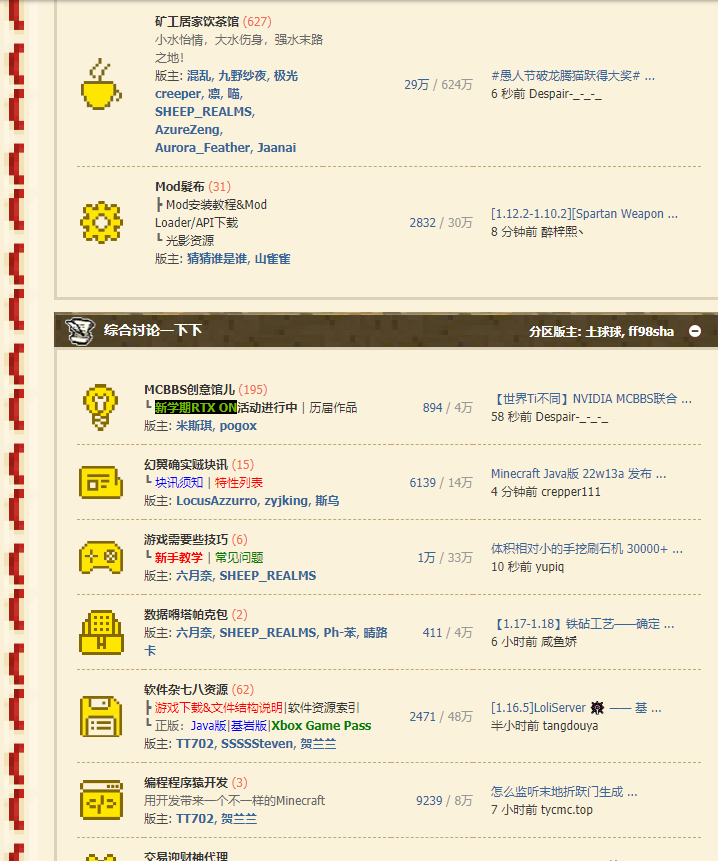 矿工居家饮茶馆 (627)
小水怡情，大水伤身，强水末路
之地！
版主: 混乱, 九野纱夜, 极光
creeper, 凛, 喵,
SHEEP_REALMS,
AzureZeng,
Aurora_Feather, Jaanai
29万 / 624万
#愚人节破龙腾猫跃得大奖# ...
6 秒前 Despair-_-_-_
Mod髹布 (31)
┣ Mod安装教程&Mod
Loader/API下载
┗ 光影资源
版主: 猜猜谁是谁, 山雀雀
2832 / 30万
[1.12.2-1.10.2][Spartan Weapon ...
8 分钟前 醉梓熙丶
综合讨论一下下
分区版主: 土球球, ff98sha
MCBBS创意馆儿 (195)
┗ 新学期RTX ON活动进行中 | 历届作品
版主: 米斯琪, pogox
894 / 4万
【世界Ti不同】NVIDIA MCBBS联合 ...
58 秒前 Despair-_-_-_
幻翼确实贼块讯 (15)
┗ 块讯须知 | 特性列表
版主: LocusAzzurro, zyjking, 斯乌
6139 / 14万
Minecraft Java版 22w13a 发布 ...
4 分钟前 crepper111
游戏需要些技巧 (6)
┗ 新手教学 | 常见问题
版主: 六月奈, SHEEP_REALMS
1万 / 33万
体积相对小的手挖刷石机 30000+ ...
10 秒前 yupiq
数据嘚塔帕克包 (2)
版主: 六月奈, SHEEP_REALMS, Ph-苯, 晴路
卡
411 / 4万
【1.17-1.18】铁砧工艺——确定 ...
6 小时前 咸鱼娇
软件杂七八资源 (62)
┣ 游戏下载&文件结构说明|软件资源索引
┗ 正版：Java版|基岩版|Xbox Game Pass
版主: TT702, SSSSSteven, 贺兰兰
2471 / 48万
[1.16.5]LoliServer —— 基 ...
半小时前 tangdouya
编程程序猿开发 (3)
用开发带来一个不一样的Minecraft
版主: TT702, 贺兰兰
9239 / 8万
怎么监听末地折跃门生成 ...
7 小时前 tycmc.top
交易迎财神代理